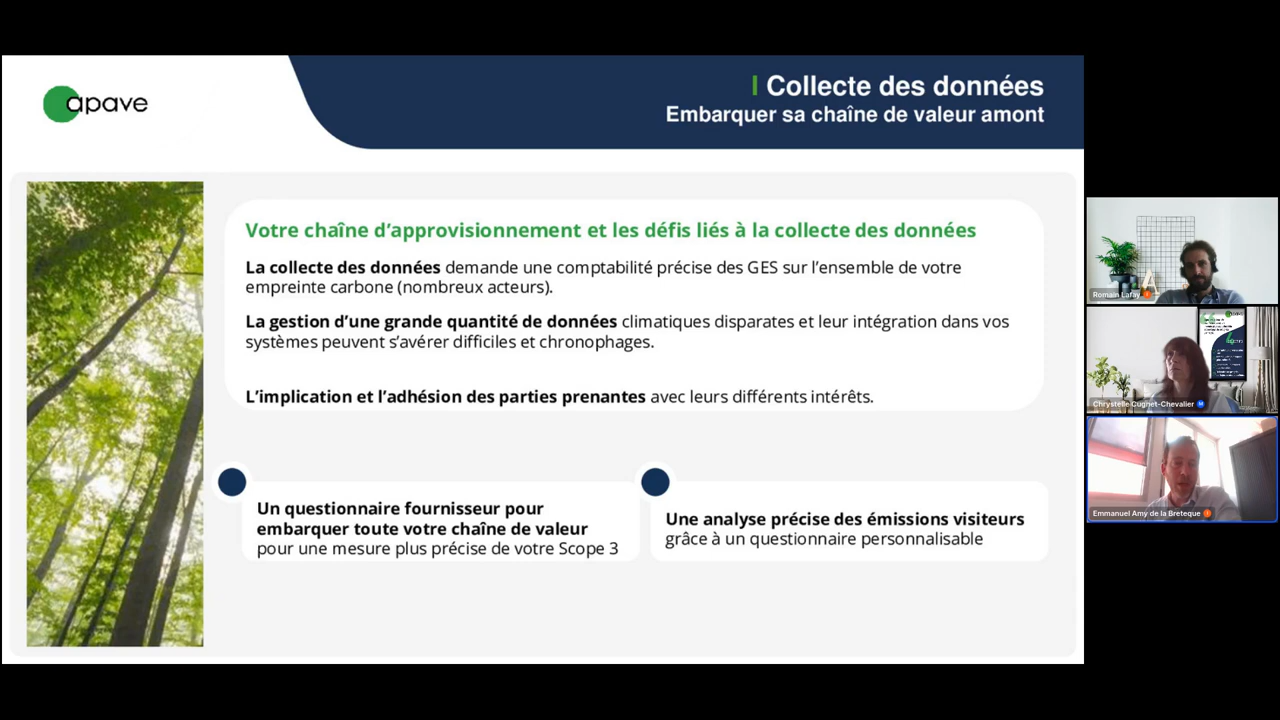 apave
I Collecte des données
Embarquer sa chaîne de valeur amont
Votre chaîne d’approvisionnement et les défis liés à la collecte des données
La collecte des données demande une comptabilité précise des GES sur l’ensemble de votre
empreinte carbone (nombreux acteurs).
La gestion d’une grande quantité de données climatiques disparates et leur intégration dans vos
systèmes peuvent s’avérer difficiles et chronophages.
L’implication et l’adhésion des parties prenantes avec leurs différents intérêts.
Un questionnaire fournisseur pour
embarquer toute votre chaîne de valeur
pour une mesure plus précise de votre Scope 3
Une analyse précise des émissions visiteurs
grâce à un questionnaire personnalisable
Romain Lafay
Chrystelle Cugnet-Chevalier
Emmanuel Amy de la Breteque